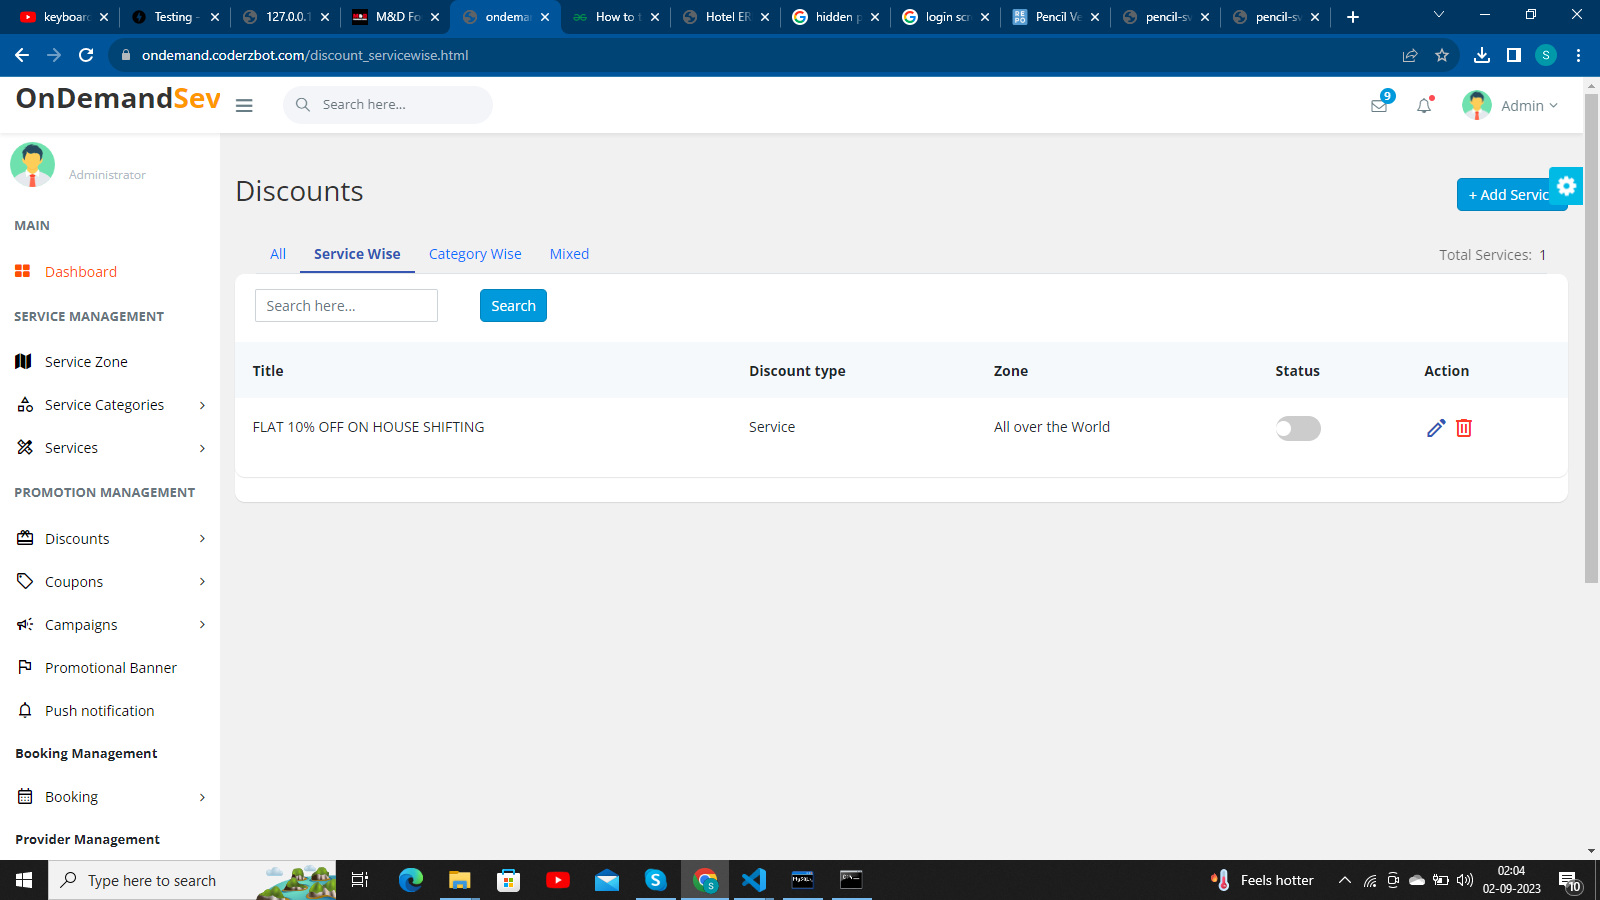 keyboard
Testing -
127.0.0.1
M&D Fo
ondeman
How to t
Hotel ER
hidden p
login scr
Pencil Ve
pencil-sv
pencil-sv
ondemand.coderzbot.com/discount_servicewise.html
S
OnDemandSev
Search here...
9
Admin
Administrator
MAIN
Dashboard
SERVICE MANAGEMENT
Service Zone
Service Categories
Services
PROMOTION MANAGEMENT
Discounts
Coupons
Campaigns
Promotional Banner
Push notification
Booking Management
Booking
Provider Management
Discounts
+ Add Servic
All Service Wise Category Wise Mixed
Total Services: 1
Search here...
Search
Title Discount type Zone Status Action
FLAT 10% OFF ON HOUSE SHIFTING Service All over the World
Type here to search
Feels hotter
02:04
02-09-2023
10